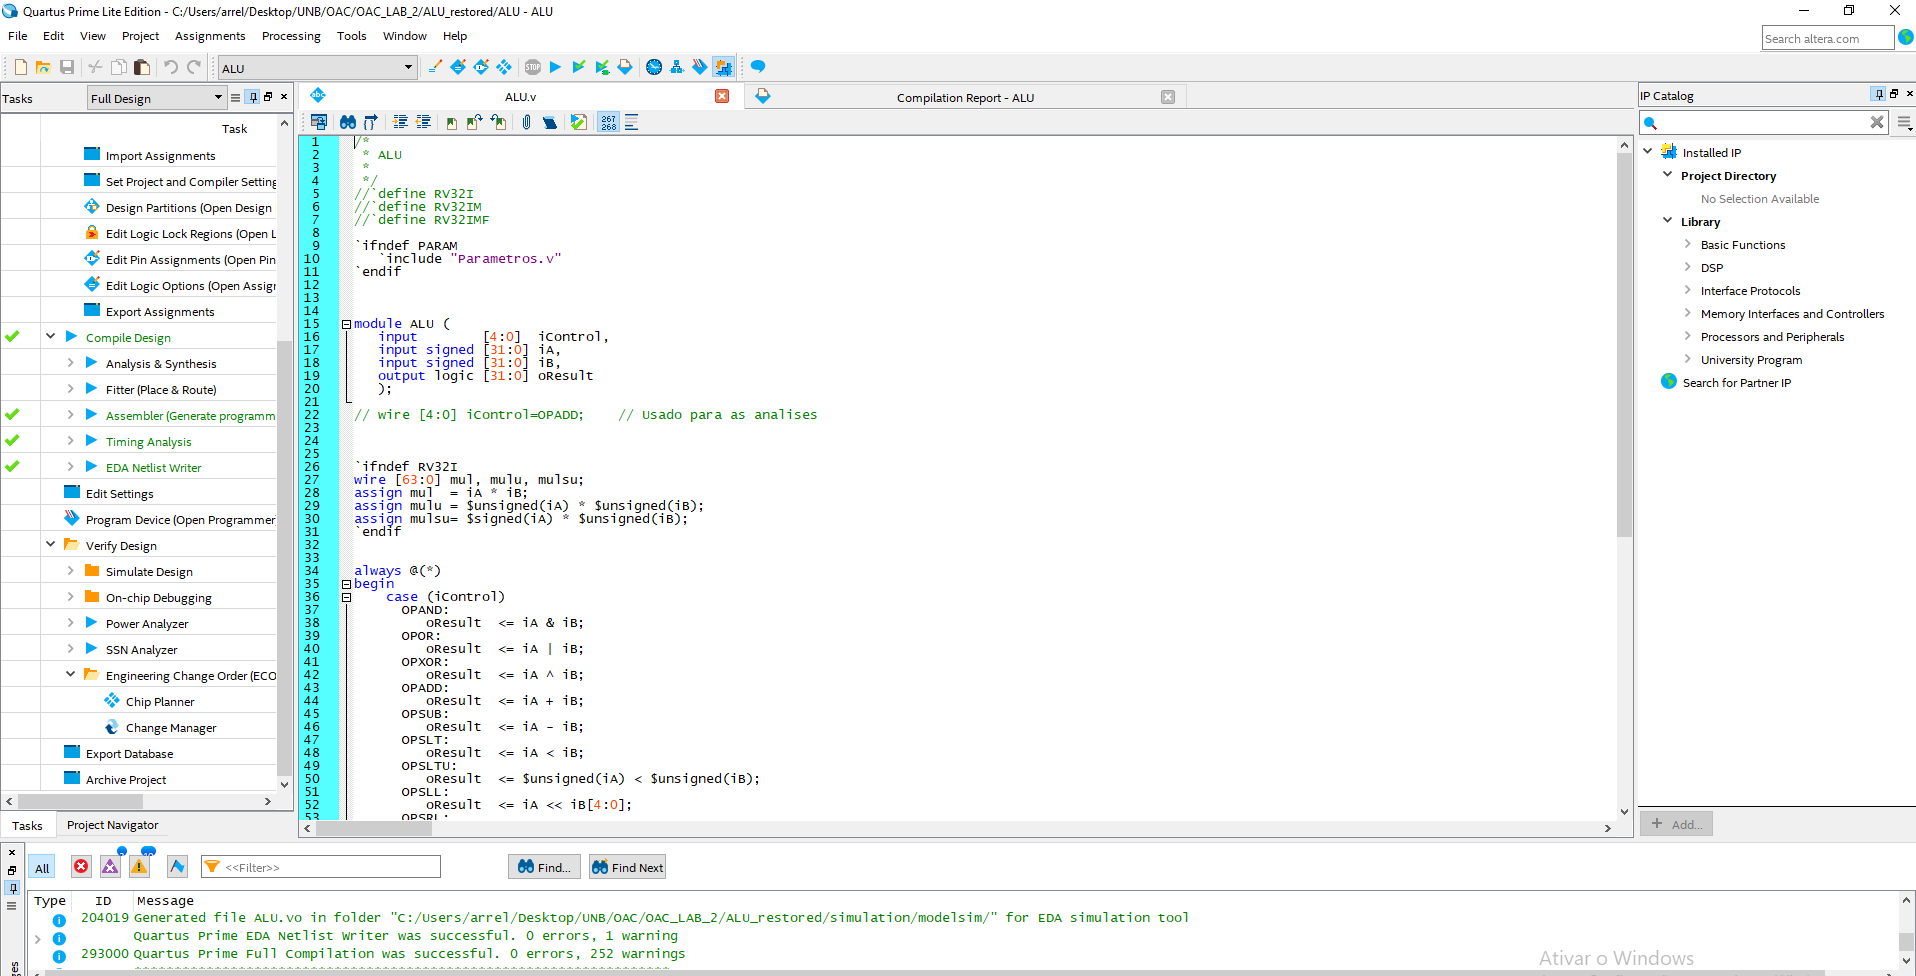 Quartus Prime Lite Edition - C:/Users/arrel/Desktop/UNB/OAC/OAC_LAB_2/ALU_restored/ALU - ALU
File Edit View Project Assignments Processing Tools Window Help
Search altera.com
ALU
Tasks Full Design
Task
Import Assignments
Set Project and Compiler Setting
Design Partitions (Open Design
Edit Logic Lock Regions (Open L
Edit Pin Assignments (Open Pin
Edit Logic Options (Open Assigr
Export Assignments
Compile Design
Analysis & Synthesis
Fitter (Place & Route)
Assembler (Generate programm
Timing Analysis
EDA Netlist Writer
Edit Settings
Program Device (Open Programmer
Verify Design
Simulate Design
On-chip Debugging
Power Analyzer
SSN Analyzer
Engineering Change Order (ECO
Chip Planner
Change Manager
Export Database
Archive Project
Tasks Project Navigator
ALU.v
Compilation Report - ALU
267
268
1 /*
2 * ALU
3 *
4 */
5 //`define RV32I
6 //`define RV32IM
7 //`define RV32IMF
8
9 `ifndef PARAM
10 `include "Parametros.v"
11 `endif
12
13
14
15 module ALU (
16 input [4:0] iControl,
17 input signed [31:0] iA,
18 input signed [31:0] iB,
19 output logic [31:0] oResult
20 );
21
22 // wire [4:0] iControl=OPADD; // Usado para as analises
23
24
25
26 `ifndef RV32I
27 wire [63:0] mul, mulu, mulsu;
28 assign mul = iA * iB;
29 assign mulu = $unsigned(iA) * $unsigned(iB);
30 assign mulsu= $signed(iA) * $unsigned(iB);
31 `endif
32
33
34 always @(*)
35 begin
36 case (iControl)
37 OPAND:
38 oResult <= iA & iB;
39 OPOR:
40 oResult <= iA | iB;
41 OPXOR:
42 oResult <= iA ^ iB;
43 OPADD:
44 oResult <= iA + iB;
45 OPSUB:
46 oResult <= iA - iB;
47 OPSLT:
48 oResult <= iA < iB;
49 OPSLTU:
50 oResult <= $unsigned(iA) < $unsigned(iB);
51 OPSLL:
52 oResult <= iA << iB[4:0];
53 OPSRL:
IP Catalog
Installed IP
Project Directory
No Selection Available
Library
Basic Functions
DSP
Interface Protocols
Memory Interfaces and Controllers
Processors and Peripherals
University Program
Search for Partner IP
+ Add...
All <<Filter>> Find... Find Next
Type ID Message
204019 Generated file ALU.vo in folder "C:/Users/arrel/Desktop/UNB/OAC/OAC_LAB_2/ALU_restored/simulation/modelsim/" for EDA simulation tool
Quartus Prime EDA Netlist Writer was successful. 0 errors, 1 warning
293000 Quartus Prime Full Compilation was successful. 0 errors, 252 warnings
Ativar o Windows